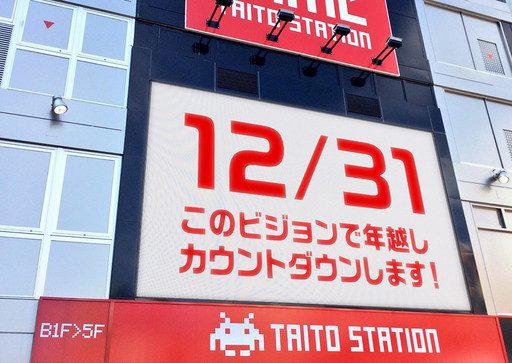 TAITO STATION
12/31
このビジョンで年越し
カウントダウンします!
B1F>5F
TAITO STATION